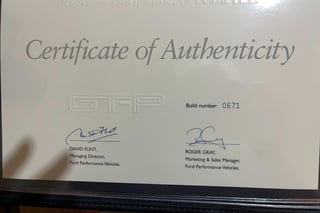 Certificate of Authenticity
GT-P
Build number: 0671
DAVID FLINT,
Managing Director,
Ford Performance Vehicles.
ROGER GRAY,
Marketing & Sales Manager,
Ford Performance Vehicles.